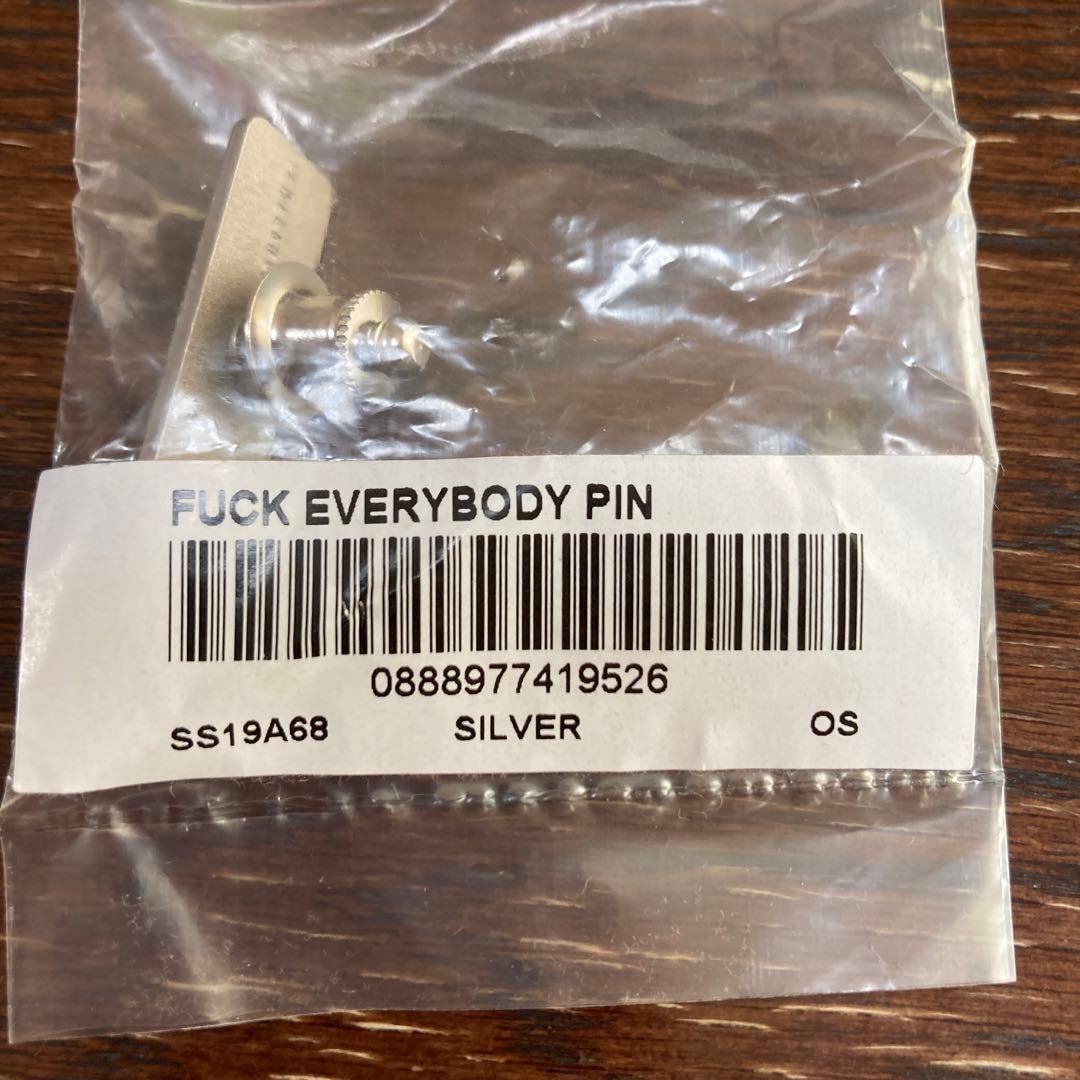 FUCK EVERYBODY PIN
0888977419526
SS19A68 SILVER OS